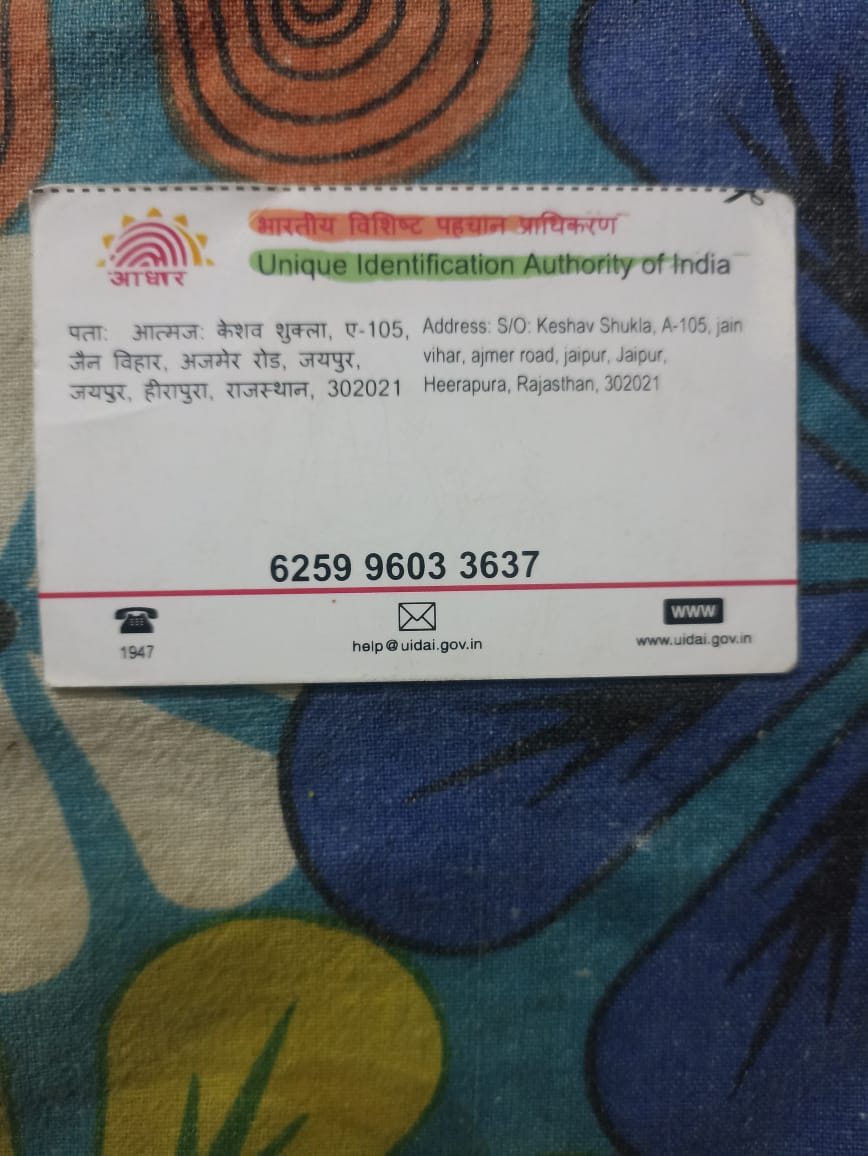 आधार
भारतीय विशिष्ट पहचान प्राधिकरण
Unique Identification Authority of India
पता: आत्मज: केशव शुक्ला, ए-105,
जैन विहार, अजमेर रोड, जयपुर,
जयपुर, हीरापुरा, राजस्थान, 302021
Address: S/O: Keshav Shukla, A-105, jain
vihar, ajmer road, jaipur, Jaipur,
Heerapura, Rajasthan, 302021
6259 9603 3637
1947
help@uidai.gov.in
WWW
www.uidai.gov.in